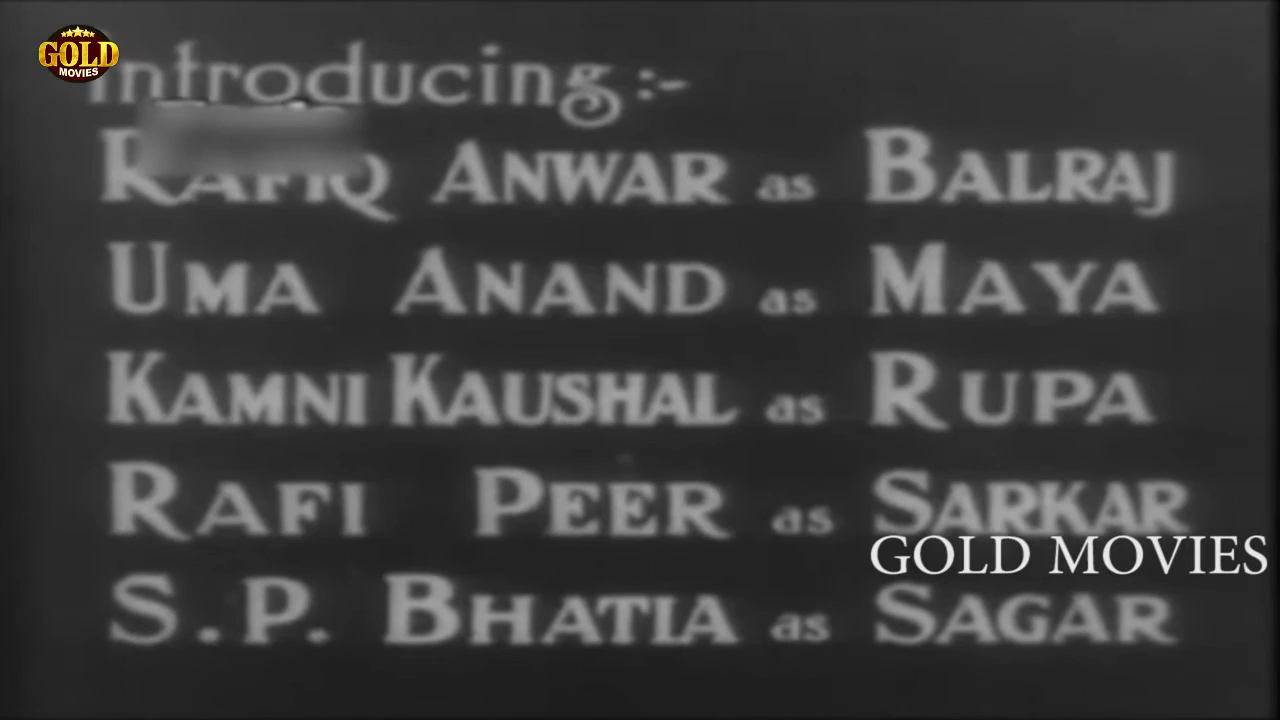 GOLD
MOVIES
Introducing :-
RAFIQ ANWAR as BALRAJ
UMA ANAND as MAYA
KAMNI KAUSHAL as RUPA
RAFI PEER as SARKAR
GOLD MOVIES
S.P. BHATIA as SAGAR